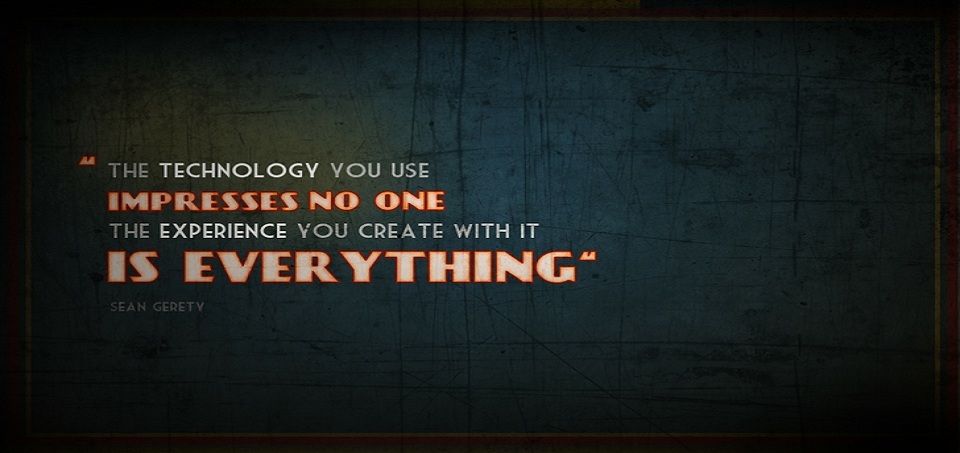 “ THE TECHNOLOGY YOU USE
IMPRESSES NO ONE
THE EXPERIENCE YOU CREATE WITH IT
IS EVERYTHING“
SEAN GERETY